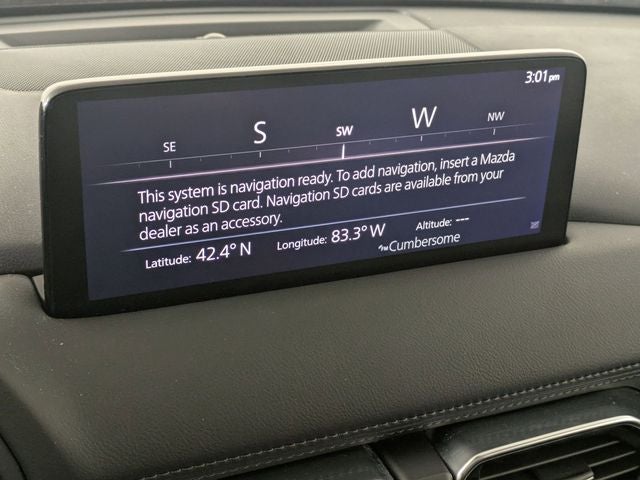 3:01 pm
SE S SW W NW
This system is navigation ready. To add navigation, insert a Mazda
navigation SD card. Navigation SD cards are available from your
dealer as an accessory.
Latitude: 42.4° N Longitude: 83.3° W Altitude: ---
FM Cumbersome